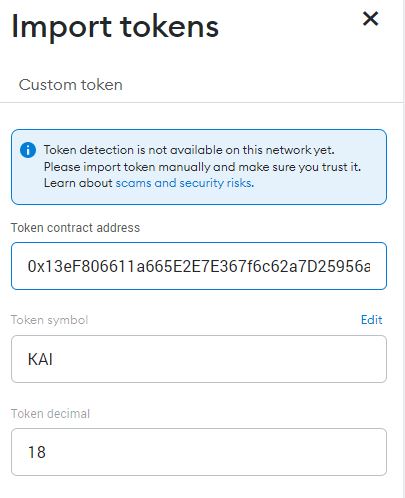 Import tokens
Custom token
Token detection is not available on this network yet.
Please import token manually and make sure you trust it.
Learn about scams and security risks.
Token contract address
0x13eF806611a665E2E7E367f6c62a7D25956a
Token symbol
Edit
KAI
Token decimal
18